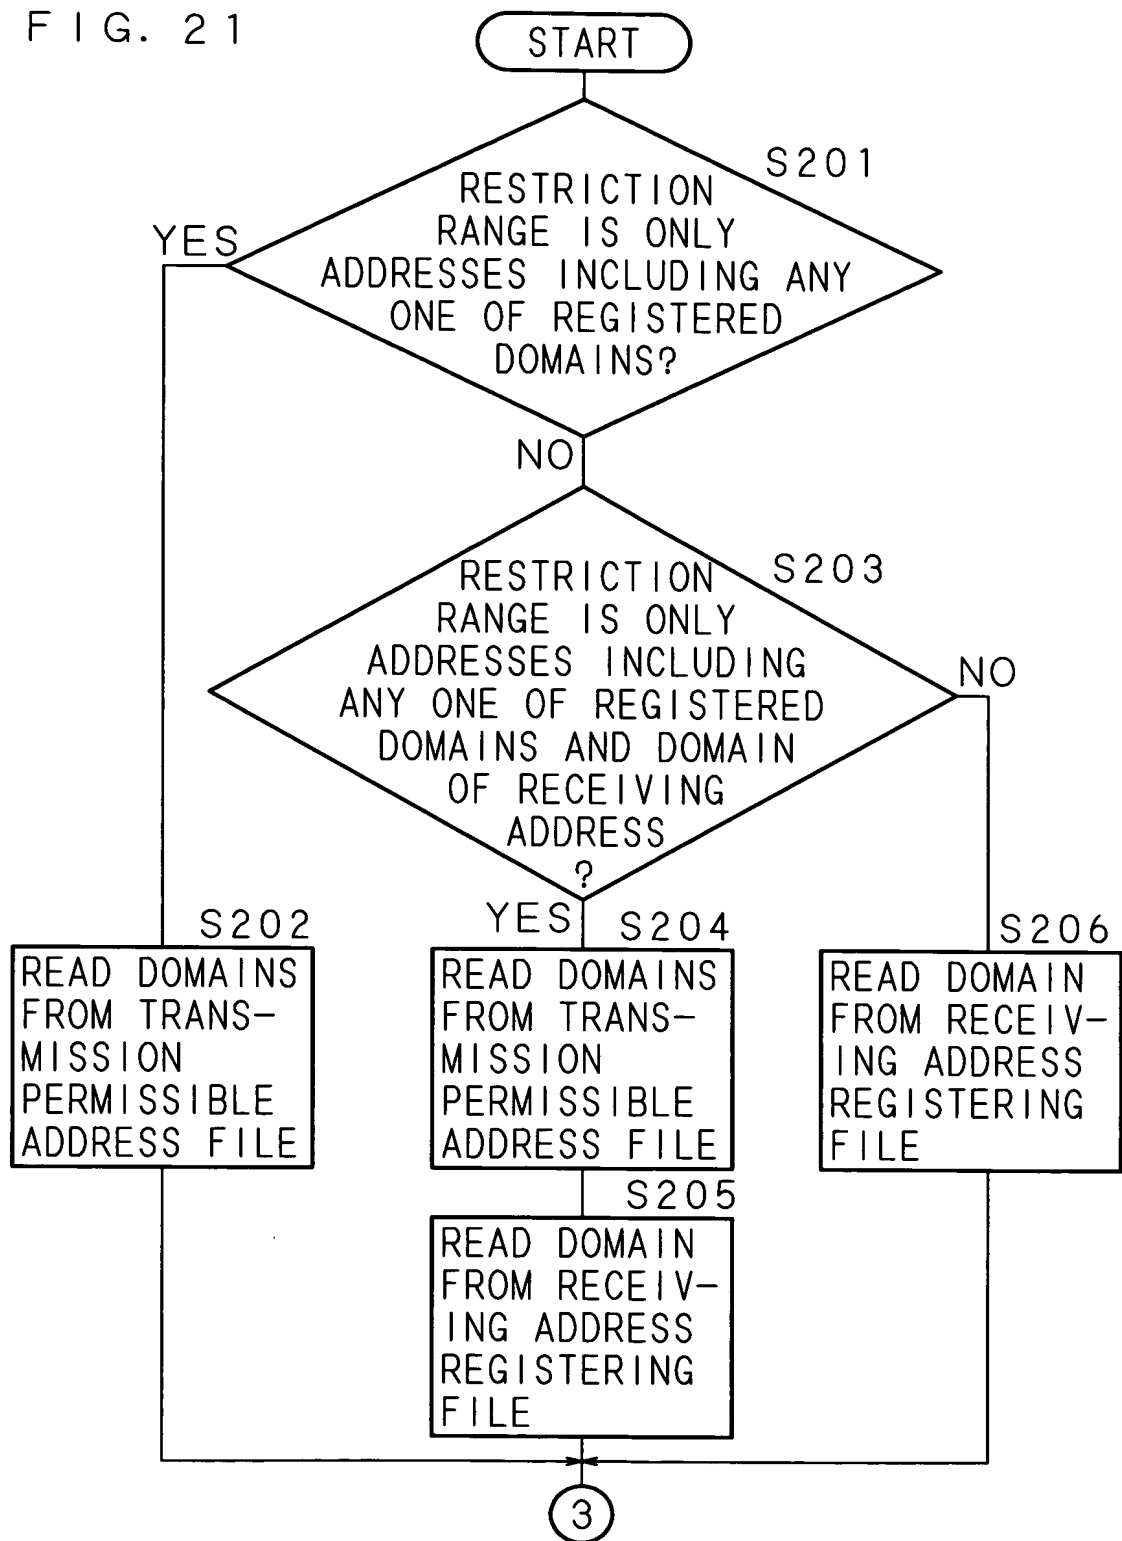 FIG. 21
START
S201
RESTRICTION
RANGE IS ONLY
ADDRESSES INCLUDING ANY
ONE OF REGISTERED
DOMAINS?
YES
NO
S203
RESTRICTION
RANGE IS ONLY
ADDRESSES INCLUDING
ANY ONE OF REGISTERED
DOMAINS AND DOMAIN
OF RECEIVING
ADDRESS
?
NO
YES
S202
READ DOMAINS
FROM TRANS-
MISSION
PERMISSIBLE
ADDRESS FILE
S204
READ DOMAINS
FROM TRANS-
MISSION
PERMISSIBLE
ADDRESS FILE
S206
READ DOMAIN
FROM RECEIV-
ING ADDRESS
REGISTERING
FILE
S205
READ DOMAIN
FROM RECEIV-
ING ADDRESS
REGISTERING
FILE
3